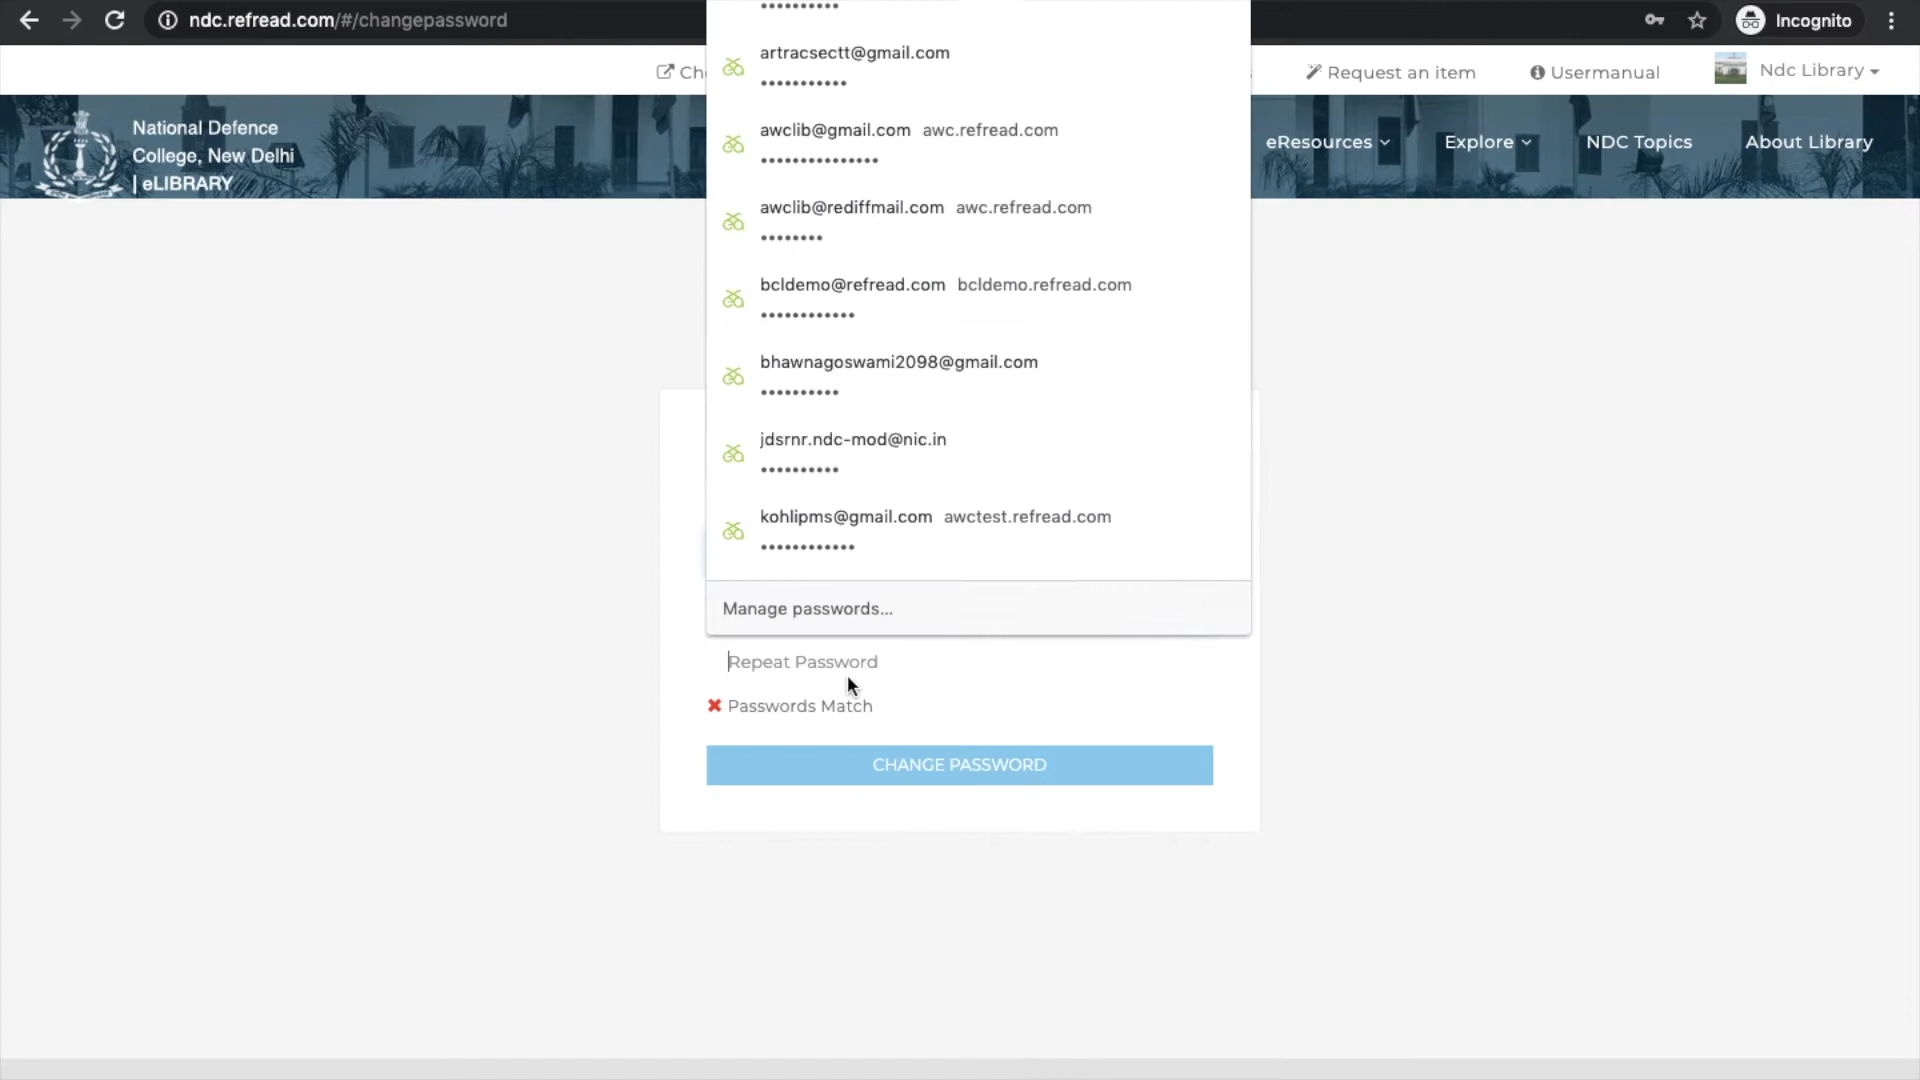 ndc.refread.com/#/changepassword
Incognito
Request an item
Usermanual
Ndc Library
National Defence
College, New Delhi
| eLIBRARY
eResources
Explore
NDC Topics
About Library
••••••••••
artracsectt@gmail.com
•••••••••••
awclib@gmail.com awc.refread.com
•••••••••••••••
awclib@rediffmail.com awc.refread.com
••••••••
bcldemo@refread.com bcldemo.refread.com
••••••••••••
bhawnagoswami2098@gmail.com
••••••••••
jdsrnr.ndc-mod@nic.in
••••••••••
kohlipms@gmail.com awctest.refread.com
••••••••••••
Manage passwords...
Repeat Password
Passwords Match
CHANGE PASSWORD